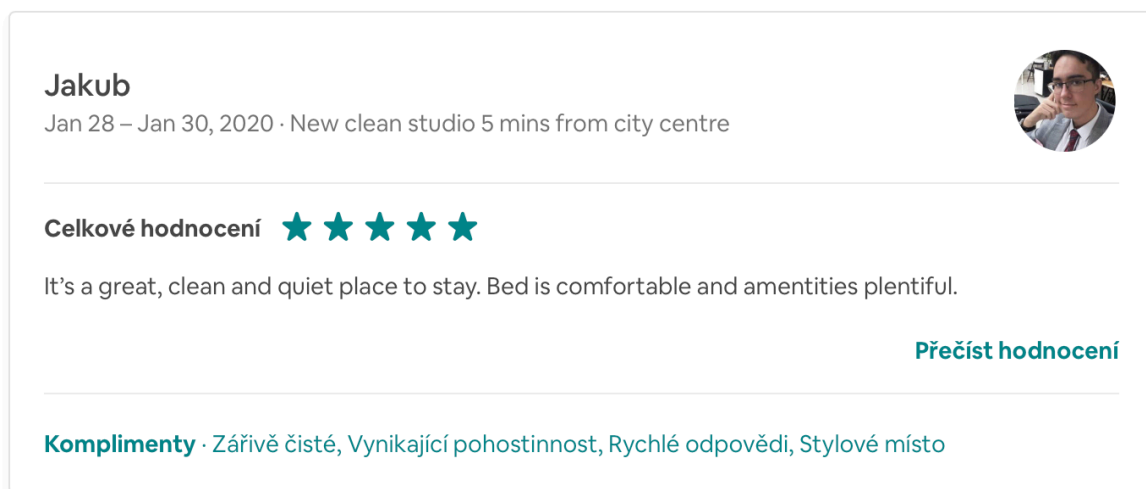 Jakub
Jan 28 – Jan 30, 2020 · New clean studio 5 mins from city centre
Celkové hodnocení
It's a great, clean and quiet place to stay. Bed is comfortable and amentities plentiful.
Přečíst hodnocení
Komplimenty · Zářivě čisté, Vynikající pohostinnost, Rychlé odpovědi, Stylové místo